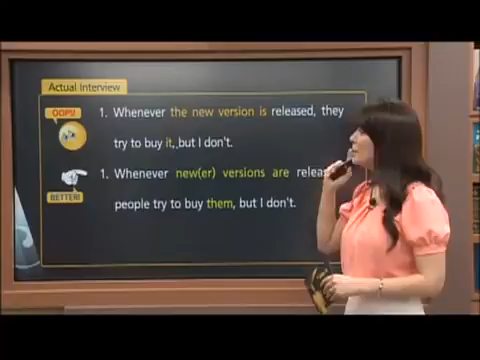 Actual Interview
OOPS!
1. Whenever the new version is released, they
try to buy it,,but I don't.
1. Whenever new(er) versions are relea
BETTER!
people try to buy them, but I don't.